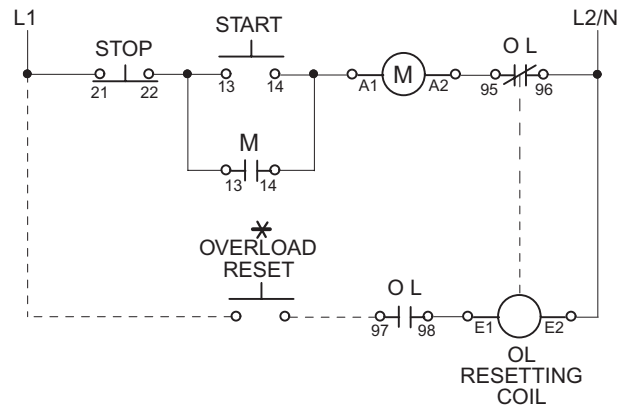 L1
L2/N
STOP
START
O L
21
22
13
14
A1
M
A2
95
96
M
13
14
*
OVERLOAD
RESET
O L
97
98
E1
E2
OL
RESETTING
COIL